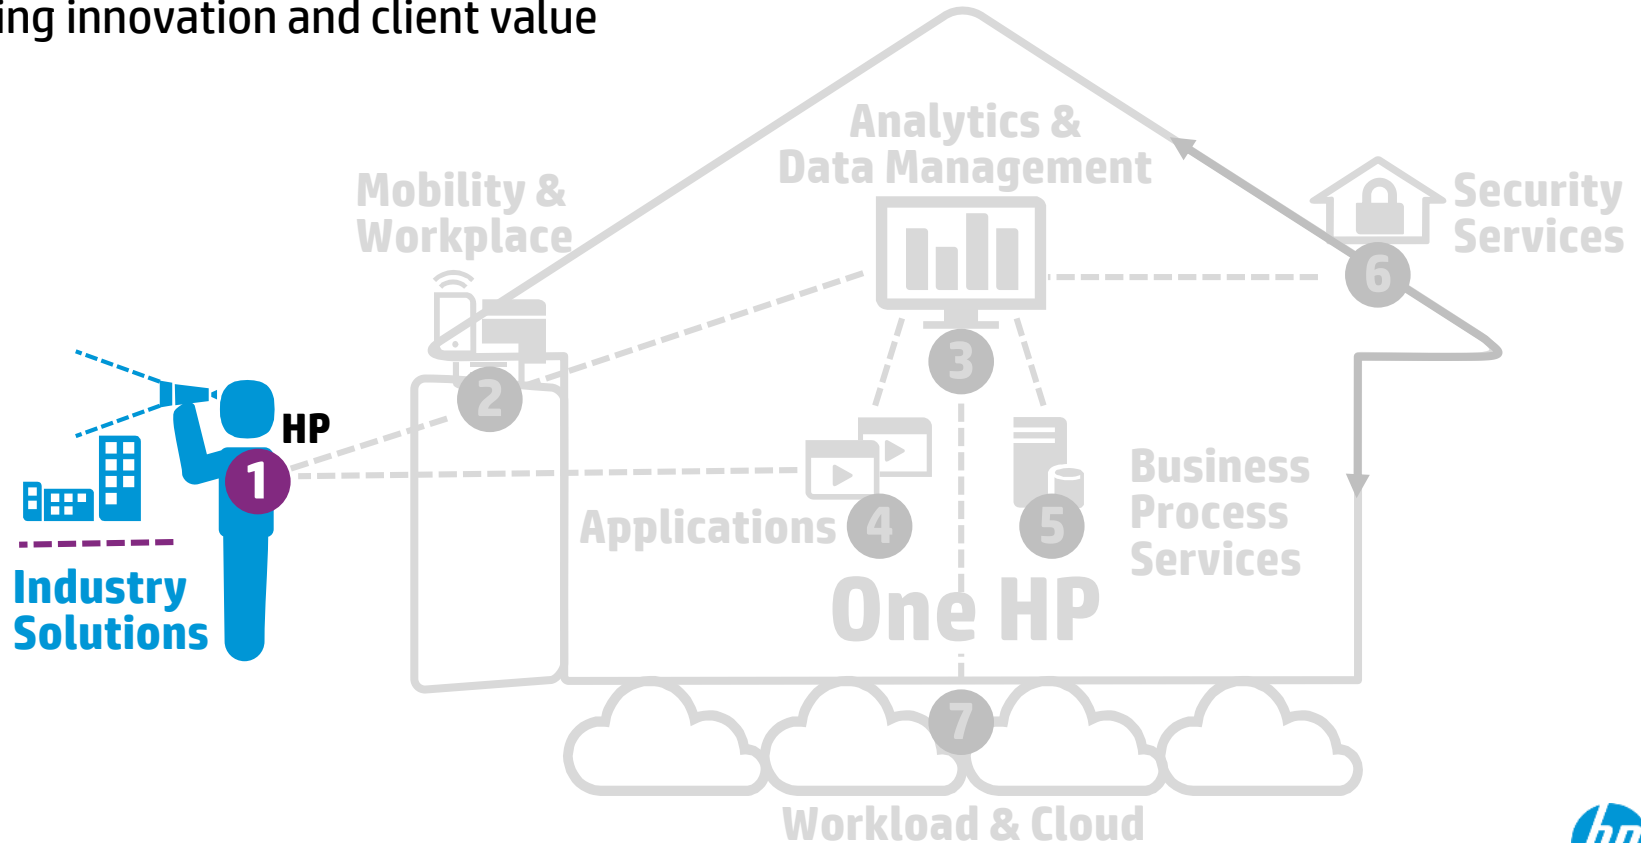 ing innovation and client value
Analytics &
Data Management
Mobility &
Workplace
Security
Services
6
3
2
HP
1
Business
Process
Services
Applications
4
5
Industry
Solutions
One HP
7
Workload & Cloud
hp